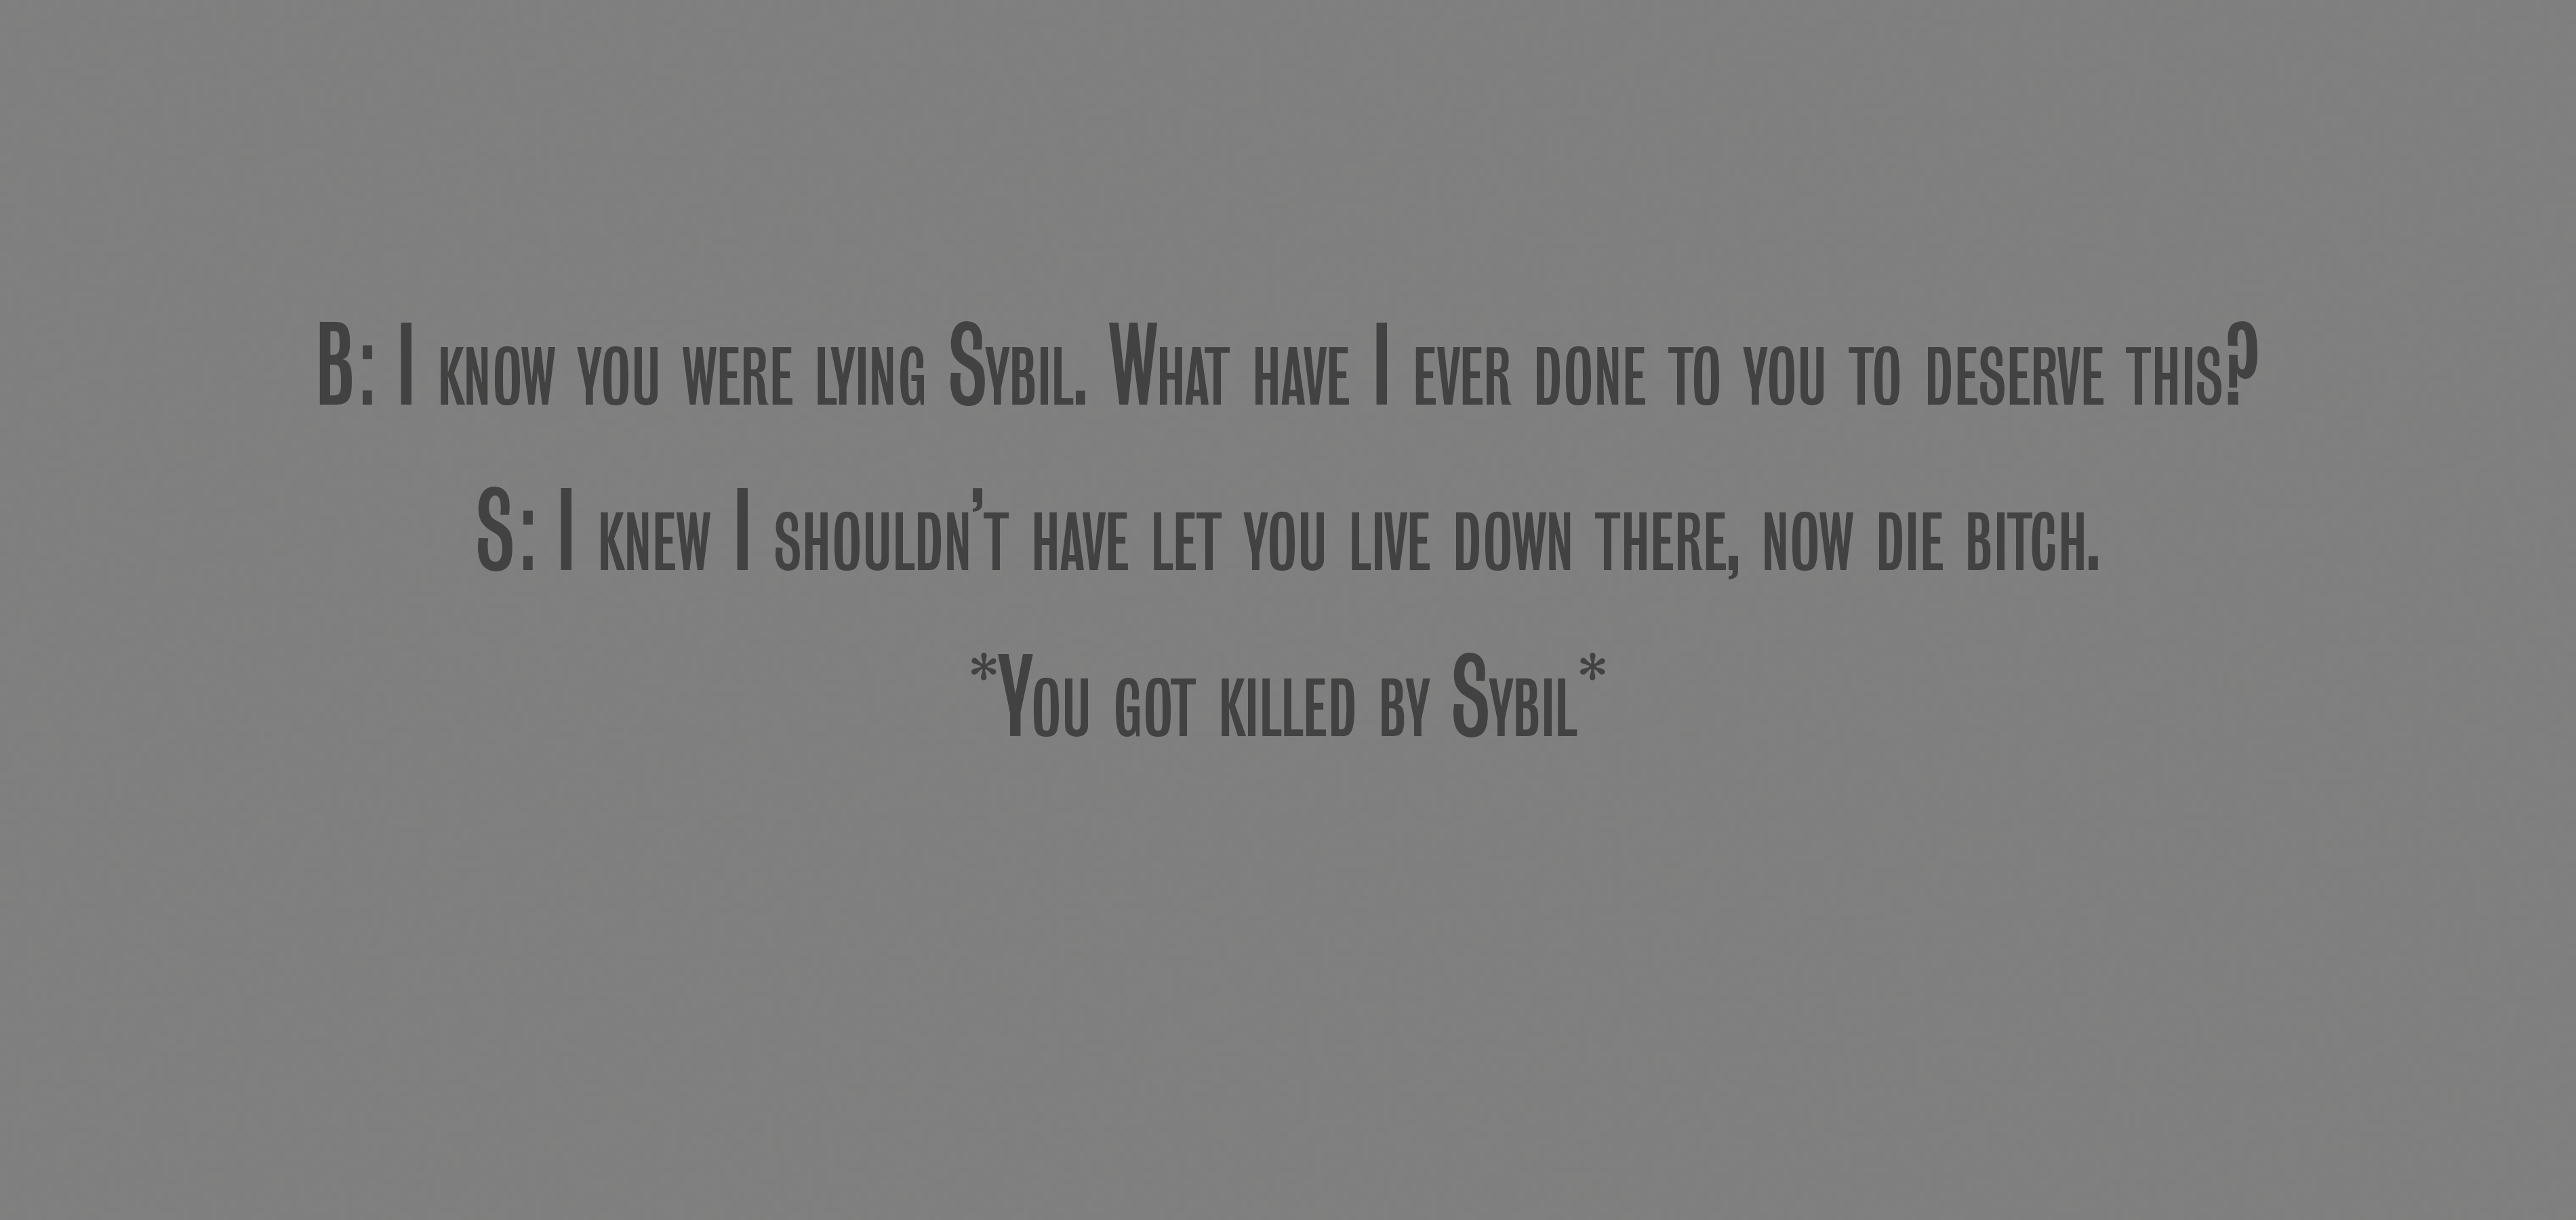 B: I know you were lying Sybil. What have I ever done to you to deserve this?
S: I knew I shouldn’t have let you live down there, now die bitch.
*You got killed by Sybil*